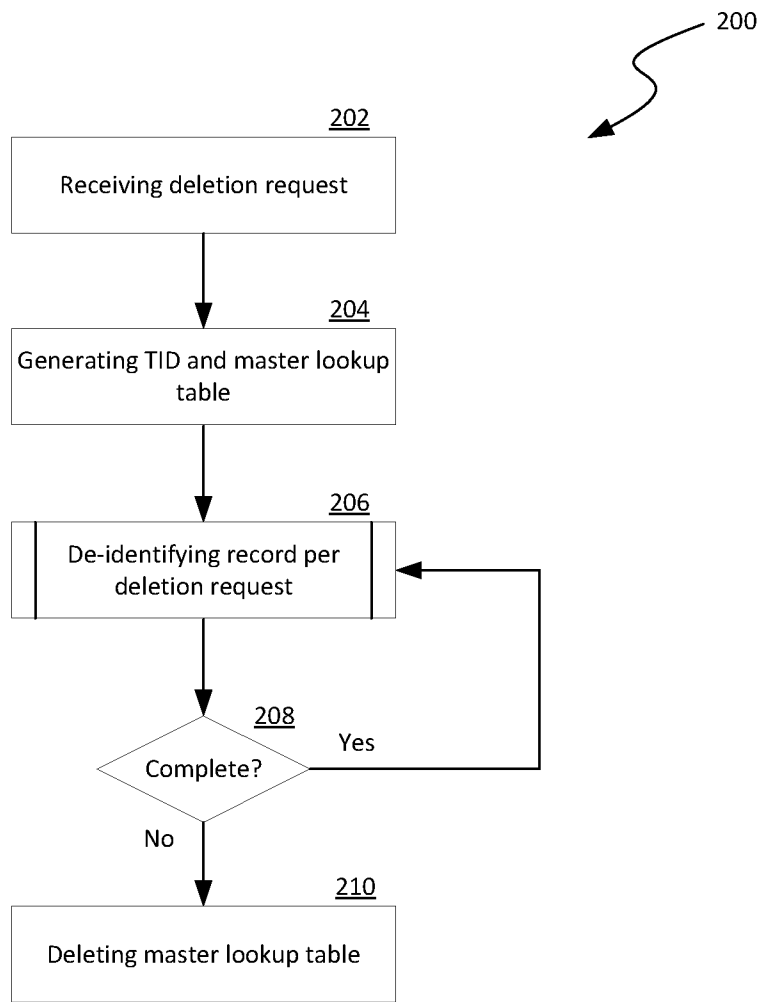 200
202
Receiving deletion request
204
Generating TID and master lookup
table
206
De-identifying record per
deletion request
208
Yes
Complete?
No
210
Deleting master lookup table